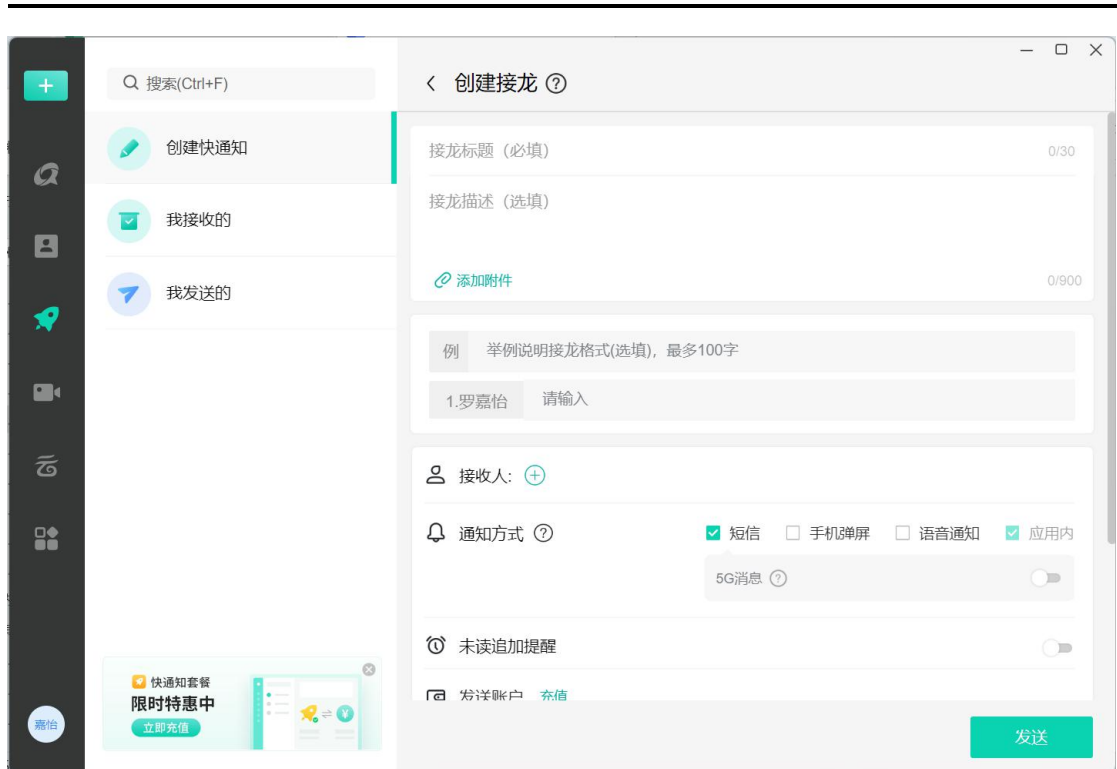 搜索(Ctrl+F)
创建快通知
我接收的
我发送的
快通知套餐
限时特惠中
立即充值
嘉怡
云
创建接龙
接龙标题（必填）
0/30
接龙描述（选填）
添加附件
0/900
例 举例说明接龙格式(选填)，最多100字
1.罗嘉怡 请输入
接收人:
通知方式 短信 手机弹屏 语音通知 应用内
5G消息
未读追加提醒
发送账户 充值
发送